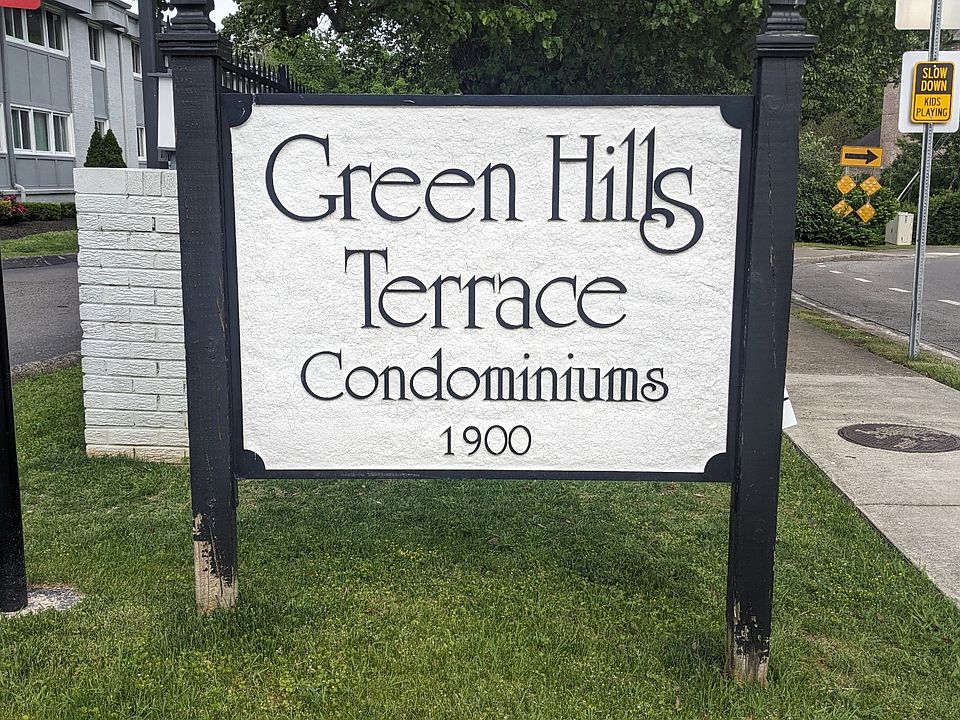 Green Hills
Terrace
Condominiums
1900
SLOW
DOWN
KIDS
PLAYING